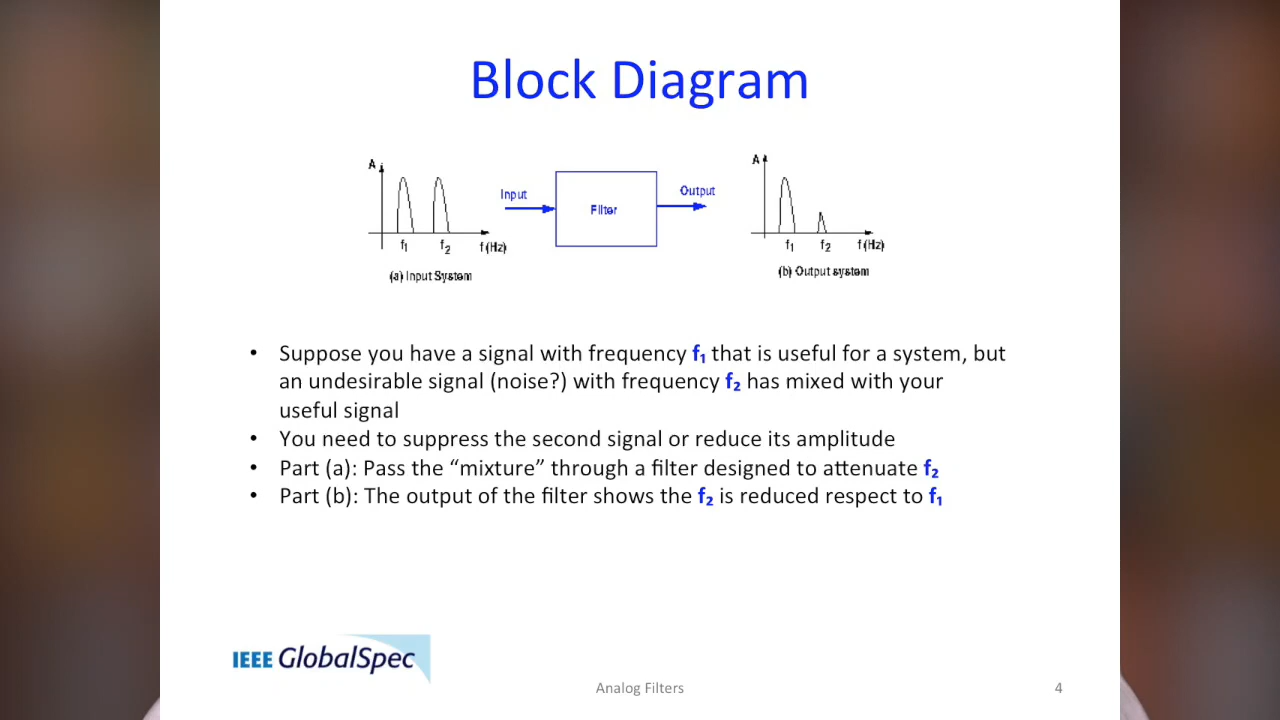 Block Diagram
A
Input
Filter
Output
A
f₁
f₂
f(Hz)
(a) Input System
f₁
f₂
f(Hz)
(b) Output system
• Suppose you have a signal with frequency f₁ that is useful for a system, but
an undesirable signal (noise?) with frequency f₂ has mixed with your
useful signal
• You need to suppress the second signal or reduce its amplitude
• Part (a): Pass the “mixture” through a filter designed to attenuate f₂
• Part (b): The output of the filter shows the f₂ is reduced respect to f₁
IEEE GlobalSpec
Analog Filters
4